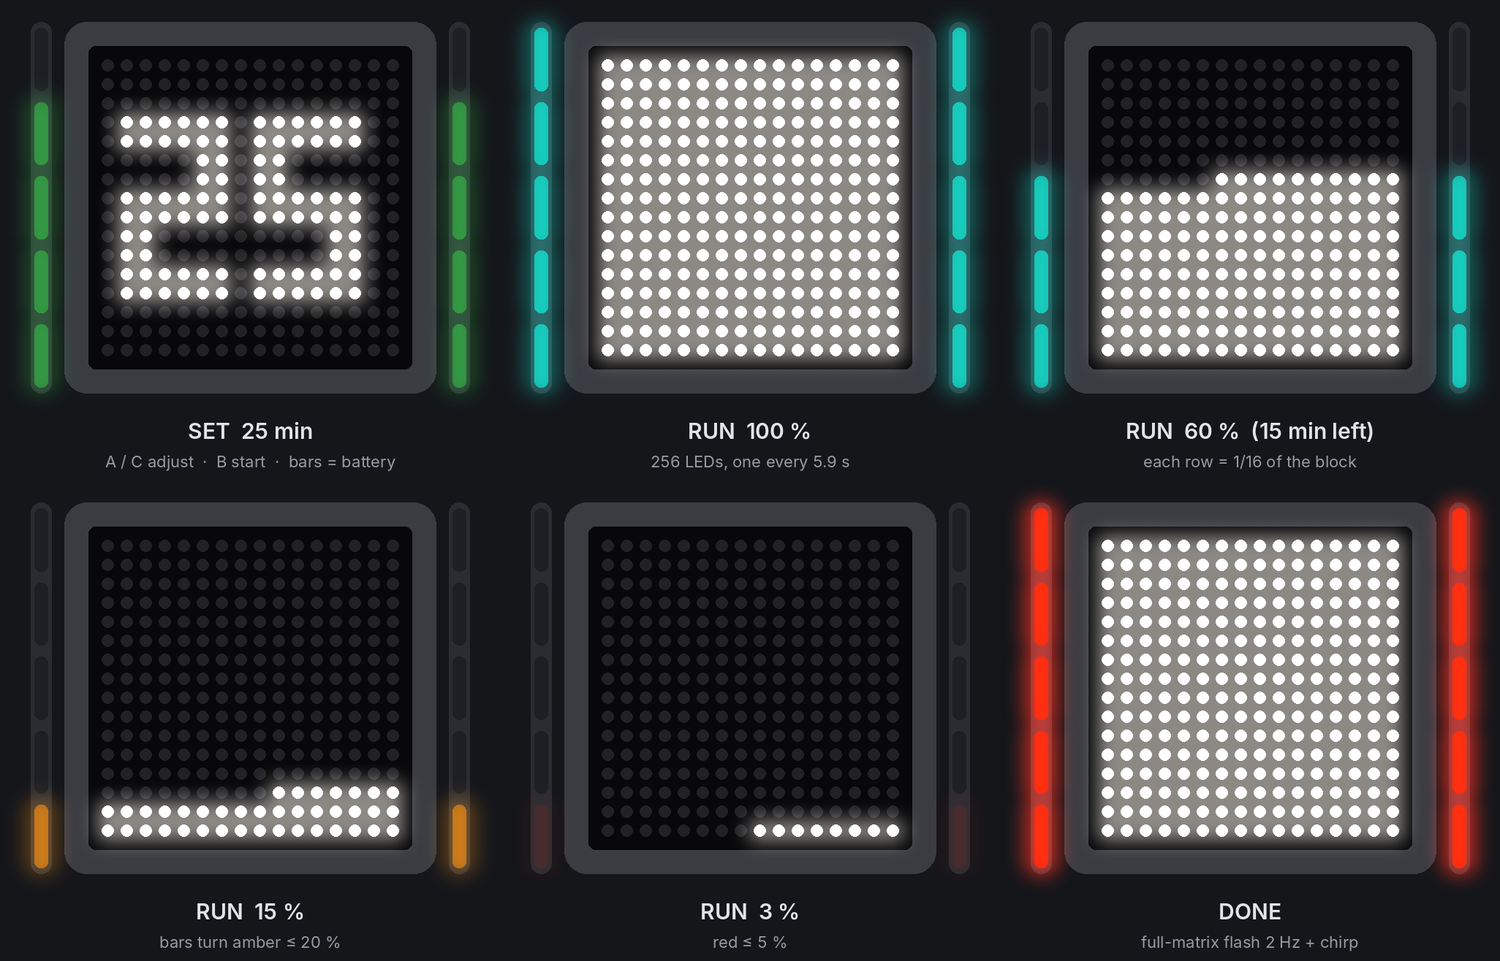 25
SET 25 min
A / C adjust · B start · bars = battery
RUN 100 %
256 LEDs, one every 5.9 s
RUN 60 % (15 min left)
each row = 1/16 of the block
RUN 15 %
bars turn amber ≤ 20 %
RUN 3 %
red ≤ 5 %
DONE
full-matrix flash 2 Hz + chirp